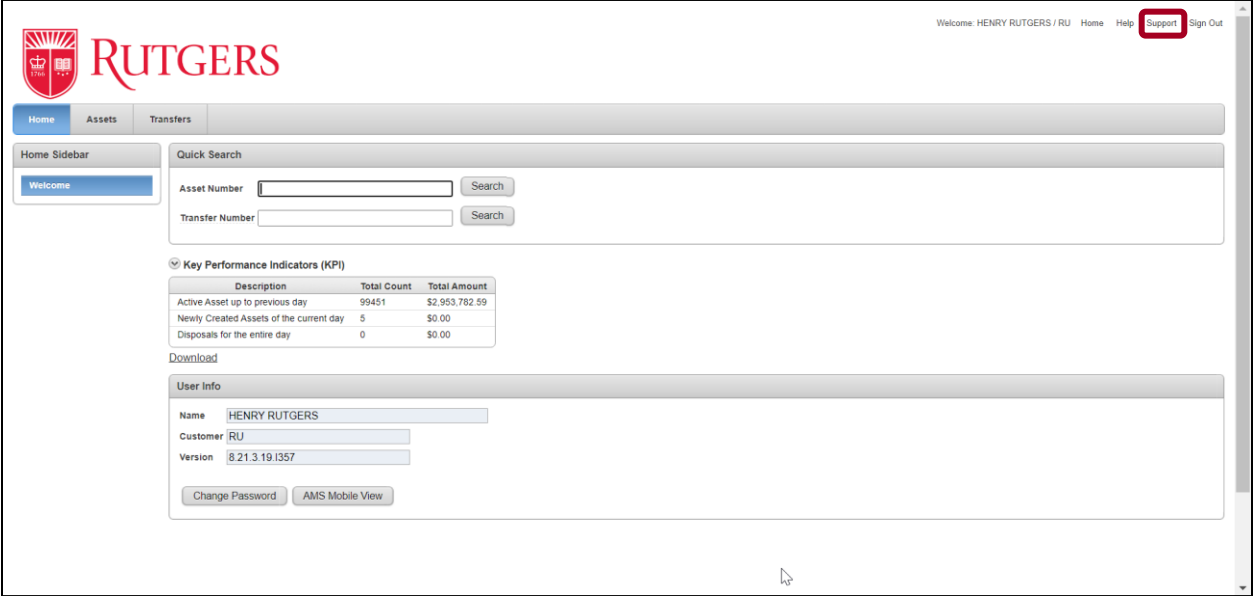 Welcome: HENRY RUTGERS / RU Home Help Support Sign Out
1766
RUTGERS
Home Assets Transfers
Home Sidebar
Welcome
Quick Search
Asset Number Search
Transfer Number Search
Key Performance Indicators (KPI)
Description Total Count Total Amount
Active Asset up to previous day 99451 $2,953,782.59
Newly Created Assets of the current day 5 $0.00
Disposals for the entire day 0 $0.00
Download
User Info
Name HENRY RUTGERS
Customer RU
Version 8.21.3.19.I357
Change Password AMS Mobile View